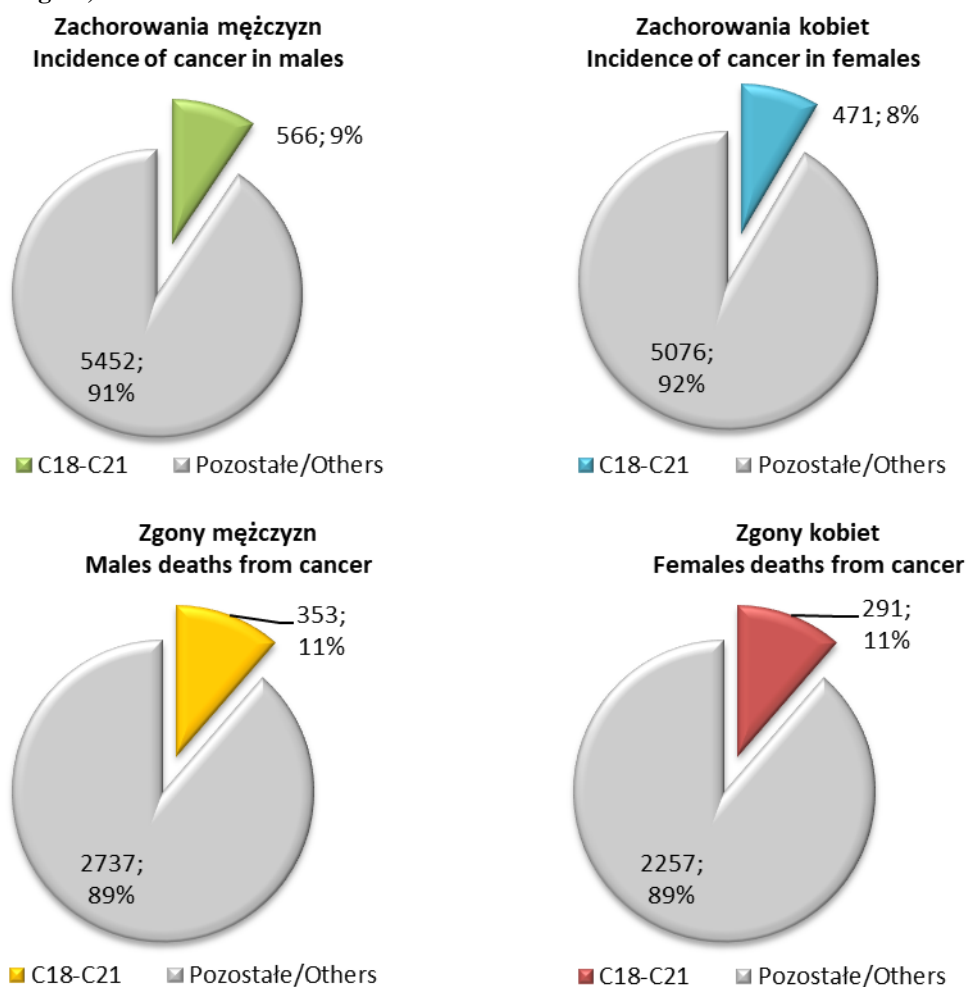 Zachorowania mężczyzn
Incidence of cancer in males
566; 9%
5452;
91%
C18-C21 Pozostałe/Others
Zachorowania kobiet
Incidence of cancer in females
471; 8%
5076;
92%
C18-C21 Pozostałe/Others
Zgony mężczyzn
Males deaths from cancer
353;
11%
2737;
89%
C18-C21 Pozostałe/Others
Zgony kobiet
Females deaths from cancer
291;
11%
2257;
89%
C18-C21 Pozostałe/Others